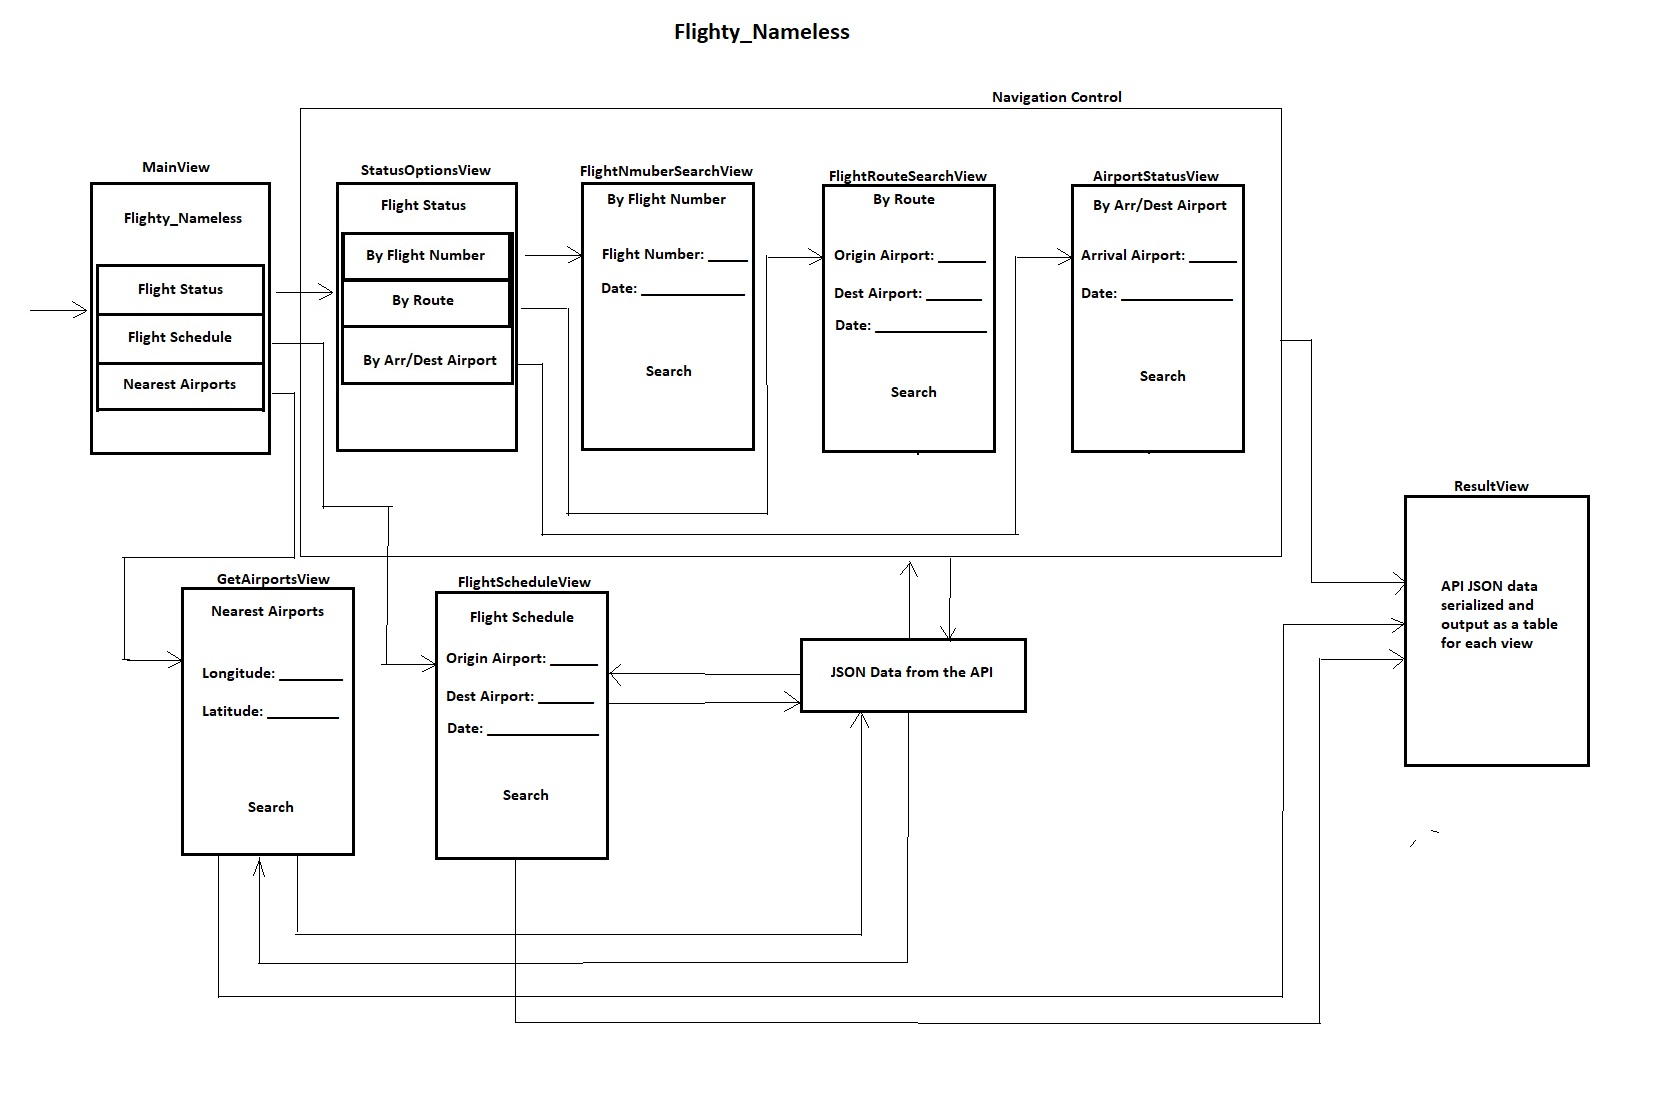 Flighty_Nameless
Navigation Control
MainView
Flighty_Nameless
Flight Status
Flight Schedule
Nearest Airports
StatusOptionsView
Flight Status
By Flight Number
By Route
By Arr/Dest Airport
FlightNmuberSearchView
By Flight Number
Flight Number:
Date:
Search
FlightRouteSearchView
By Route
Origin Airport:
Dest Airport:
Date:
Search
AirportStatusView
By Arr/Dest Airport
Arrival Airport:
Date:
Search
ResultView
API JSON data
serialized and
output as a table
for each view
GetAirportsView
Nearest Airports
Longitude:
Latitude:
Search
FlightScheduleView
Flight Schedule
Origin Airport:
Dest Airport:
Date:
Search
JSON Data from the API